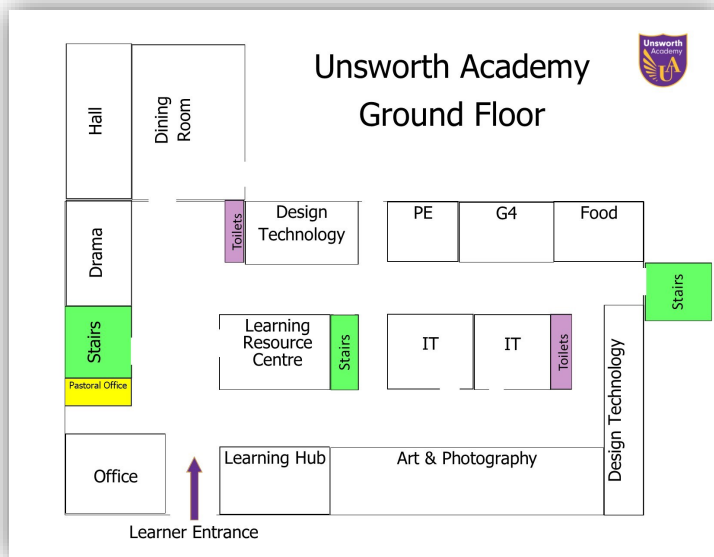 Unsworth Academy
Ground Floor
Unsworth
Academy
UA
Hall
Dining
Room
Drama
Toilets
Design
Technology
PE
G4
Food
Stairs
Stairs
Pastoral Office
Learning
Resource
Centre
Stairs
IT
IT
Toilets
Design Technology
Office
Learning Hub
Art & Photography
Learner Entrance